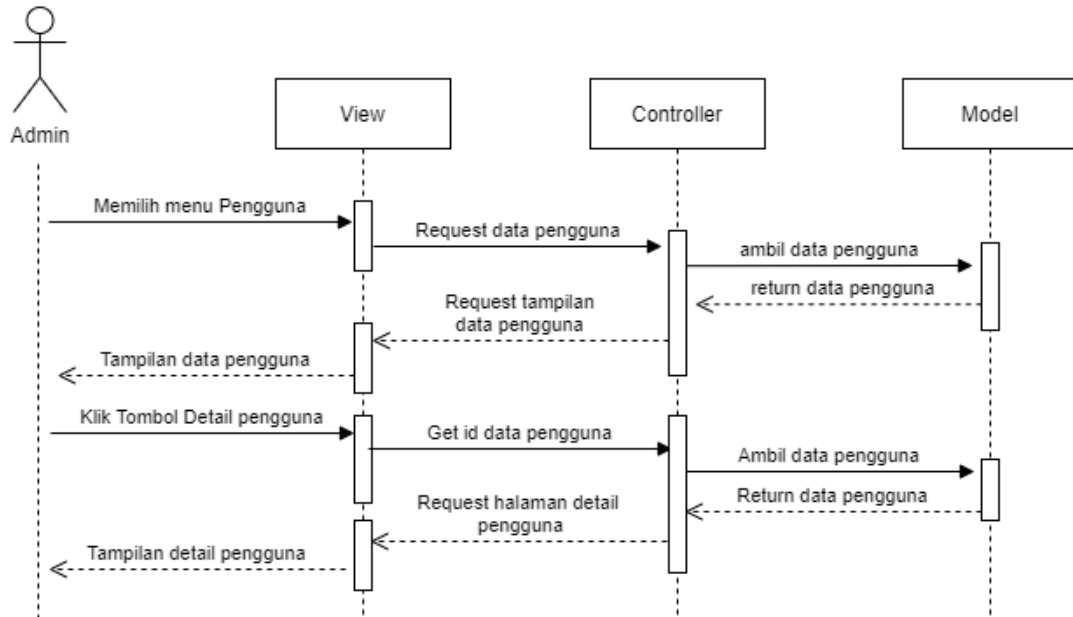 View
Controller
Model
Admin
Memilih menu Pengguna
Request data pengguna
ambil data pengguna
return data pengguna
Request tampilan
data pengguna
Tampilan data pengguna
Klik Tombol Detail pengguna
Get id data pengguna
Ambil data pengguna
Return data pengguna
Request halaman detail
pengguna
Tampilan detail pengguna